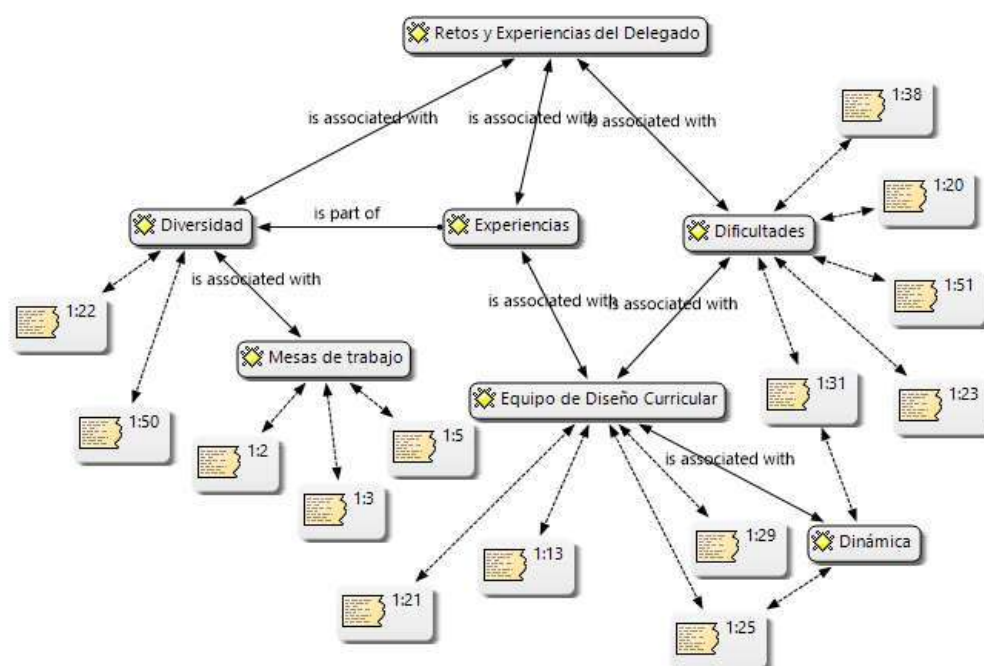 Retos y Experiencias del Delegado
1:38
is associated with
is associated with
is associated with
1:20
Diversidad
is part of
Experiencias
Dificultades
is associated with
1:22
is associated with
is associated with
1:51
Mesas de trabajo
Equipo de Diseño Curricular
1:31
1:23
1:50
1:2
1:5
is associated with
1:3
1:29
Dinámica
1:13
1:21
1:25